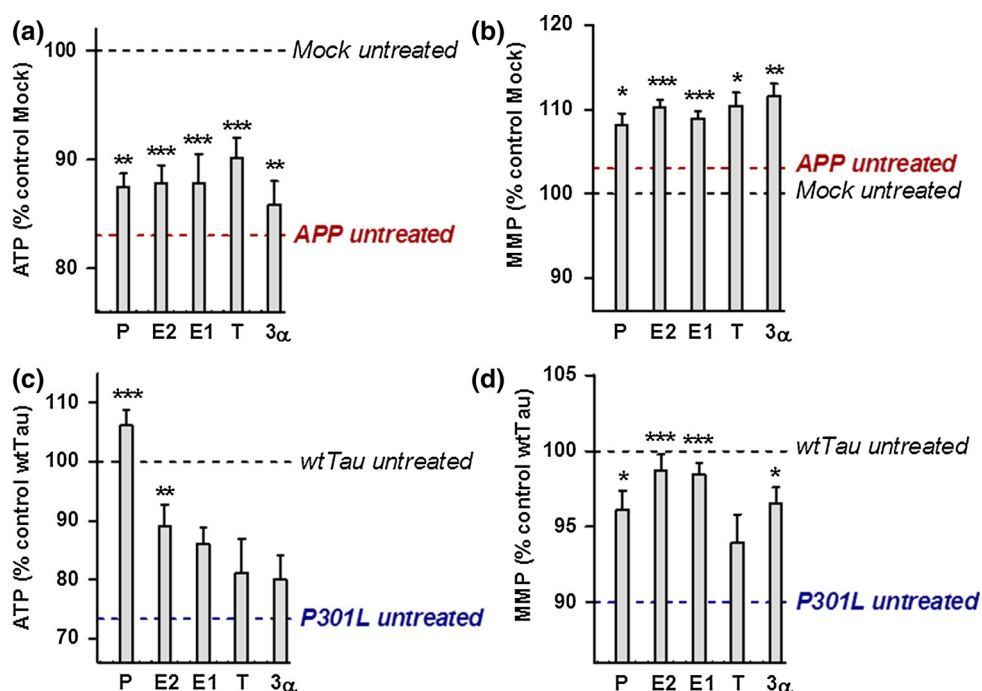 (a)
ATP (% control Mock)
100
90
80
Mock untreated
** *** *** *** **
APP untreated
P E2 E1 T 3α
(b)
MMP (% control Mock)
120
110
100
90
* *** *** * **
APP untreated
Mock untreated
P E2 E1 T 3α
(c)
ATP (% control wtTau)
110
100
90
80
70
***
wtTau untreated
**
P301L untreated
P E2 E1 T 3α
(d)
MMP (% control wtTau)
105
100
95
90
wtTau untreated
* *** *** *
P301L untreated
P E2 E1 T 3α